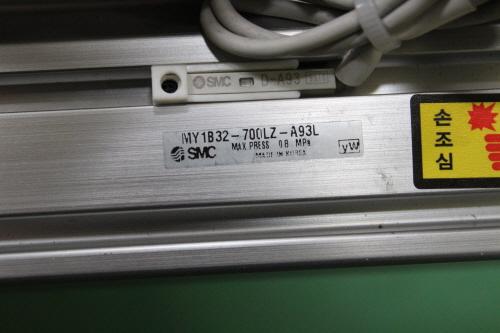 SMC D-A93
MY1B32-700LZ-A93L
SMC MAX.PRESS 0.8 MPa
MADE IN KOREA yW
손
조
심